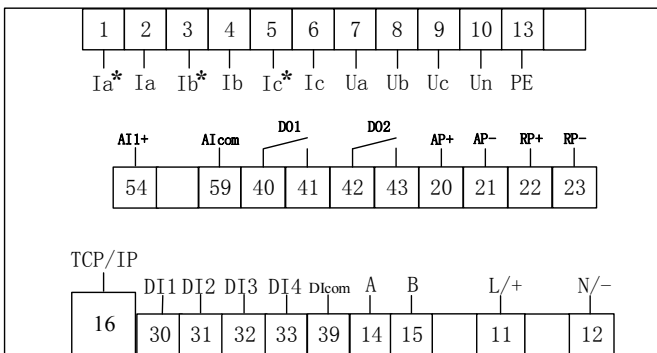 1 2 3 4 5 6 7 8 9 10 13
Ia* Ia Ib* Ib Ic* Ic Ua Ub Uc Un PE
AI1+ AIcom DO1 DO2 AP+ AP- RP+ RP-
54 59 40 41 42 43 20 21 22 23
TCP/IP
DI1 DI2 DI3 DI4 DIcom A B L/+ N/-
16 30 31 32 33 39 14 15 11 12